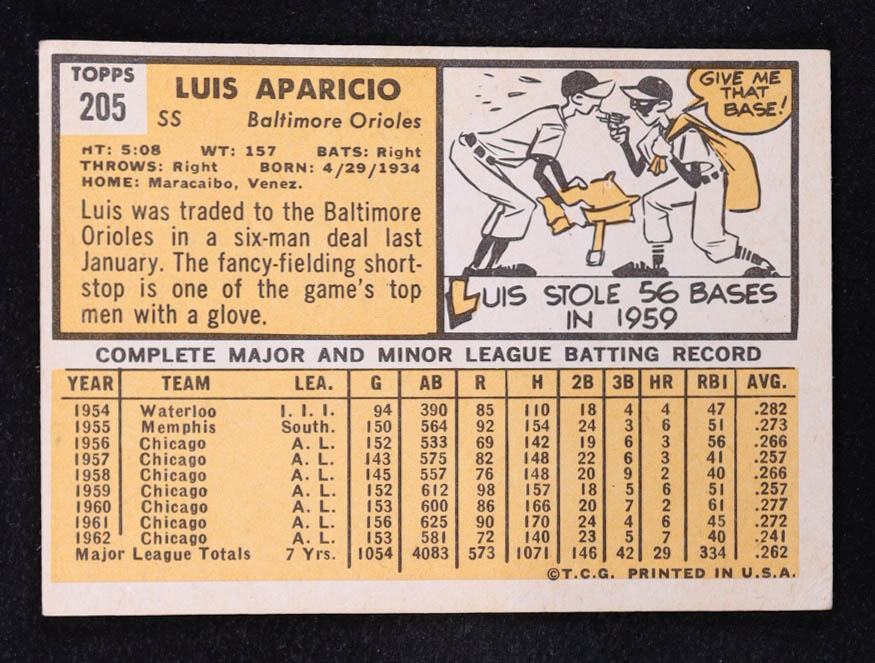 TOPPS
205
LUIS APARICIO
SS Baltimore Orioles
HT: 5:08 WT: 157 BATS: Right
THROWS: Right BORN: 4/29/1934
HOME: Maracaibo, Venez.
Luis was traded to the Baltimore
Orioles in a six-man deal last
January. The fancy-fielding short-
stop is one of the game's top
men with a glove.
GIVE ME
THAT
BASE!
LUIS STOLE 56 BASES
IN 1959
COMPLETE MAJOR AND MINOR LEAGUE BATTING RECORD
YEAR TEAM LEA. G AB R H 2B 3B HR RBI AVG.
1954 Waterloo I. I. I. 94 390 85 110 18 4 4 47 .282
1955 Memphis South. 150 564 92 154 24 3 6 51 .273
1956 Chicago A. L. 152 533 69 142 19 6 3 56 .266
1957 Chicago A. L. 143 575 82 148 22 6 3 41 .257
1958 Chicago A. L. 145 557 76 148 20 9 2 40 .266
1959 Chicago A. L. 152 612 98 157 18 5 6 51 .257
1960 Chicago A. L. 153 600 86 166 20 7 2 61 .277
1961 Chicago A. L. 156 625 90 170 24 4 6 45 .272
1962 Chicago A. L. 153 581 72 140 23 5 7 40 .241
Major League Totals 7 Yrs. 1054 4083 573 1071 146 42 29 334 .262
©T.C.G. PRINTED IN U.S.A.